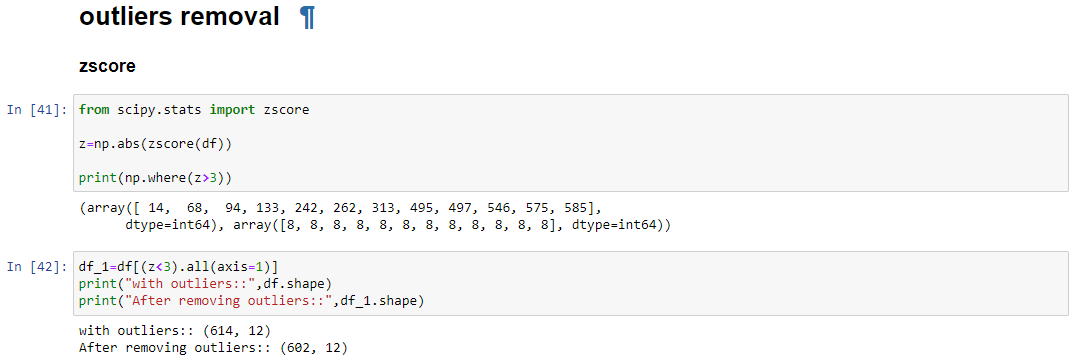 outliers removal ¶
zscore
In [41]: from scipy.stats import zscore
z=np.abs(zscore(df))
print(np.where(z>3))
(array([ 14,  68,  94, 133, 242, 262, 313, 495, 497, 546, 575, 585],
dtype=int64), array([8, 8, 8, 8, 8, 8, 8, 8, 8, 8, 8, 8], dtype=int64))
In [42]: df_1=df[(z<3).all(axis=1)]
print("with outliers::",df.shape)
print("After removing outliers::",df_1.shape)
with outliers:: (614, 12)
After removing outliers:: (602, 12)